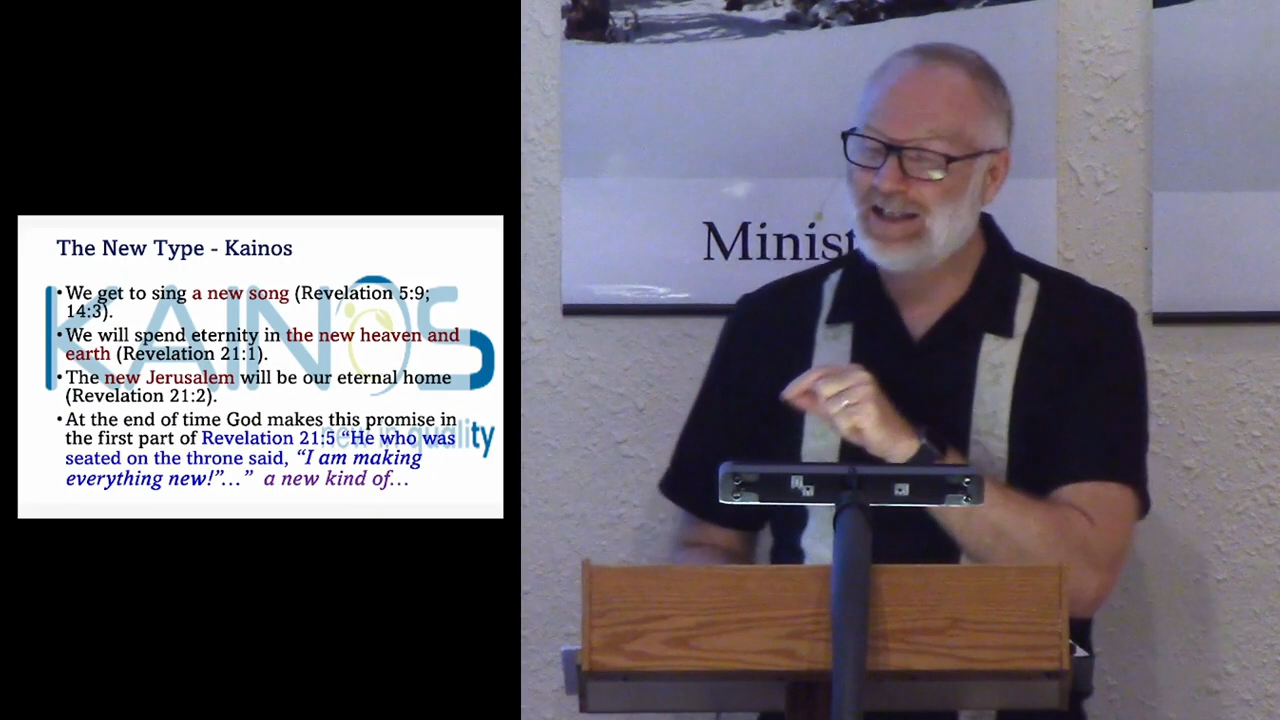 The New Type - Kainos
•We get to sing a new song (Revelation 5:9;
14:3).
•We will spend eternity in the new heaven and
earth (Revelation 21:1).
•The new Jerusalem will be our eternal home
(Revelation 21:2).
•At the end of time God makes this promise in
the first part of Revelation 21:5 “He who was
seated on the throne said, “I am making
everything new!”…” a new kind of…
KAINOS
new in quality
Minist